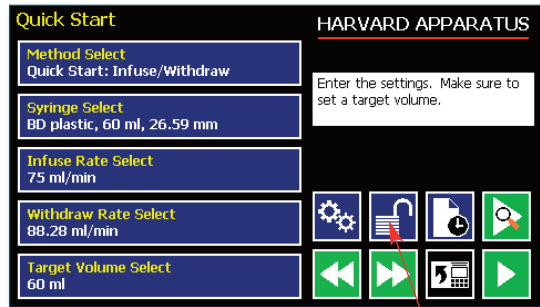 Quick Start
Method Select
Quick Start: Infuse/Withdraw
Syringe Select
BD plastic, 60 ml, 26.59 mm
Infuse Rate Select
75 ml/min
Withdraw Rate Select
88.28 ml/min
Target Volume Select
60 ml
HARVARD APPARATUS
Enter the settings. Make sure to
set a target volume.